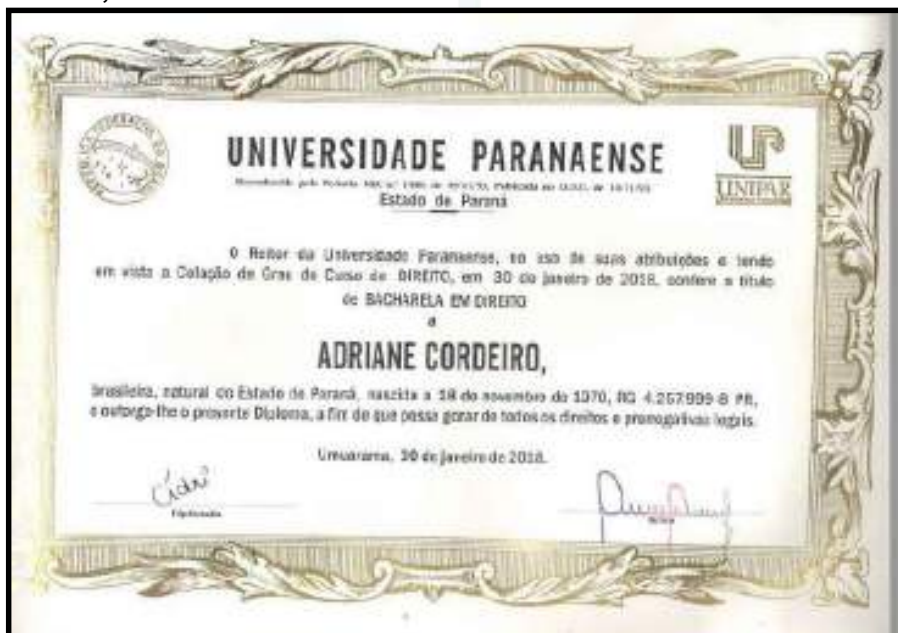 UNIVERSIDADE PARANAENSE
UNIPAR
Estado de Paraná
O Reitor da Universidade Paranaense, no uso de suas atribuições e tendo
em vista a Colação de Grau do Curso de DIREITO, em 30 de janeiro de 2018, confere o título
de BACHARELA EM DIREITO
a
ADRIANE CORDEIRO,
brasileira, natural do Estado de Paraná, nascida a 18 de novembro de 1970, RG 4.257.999-8 PR,
e outorga-lhe o presente Diploma, a fim de que possa gozar de todos os direitos e prerrogativas legais.
Umuarama, 30 de janeiro de 2018.
Diplomada
Reitor